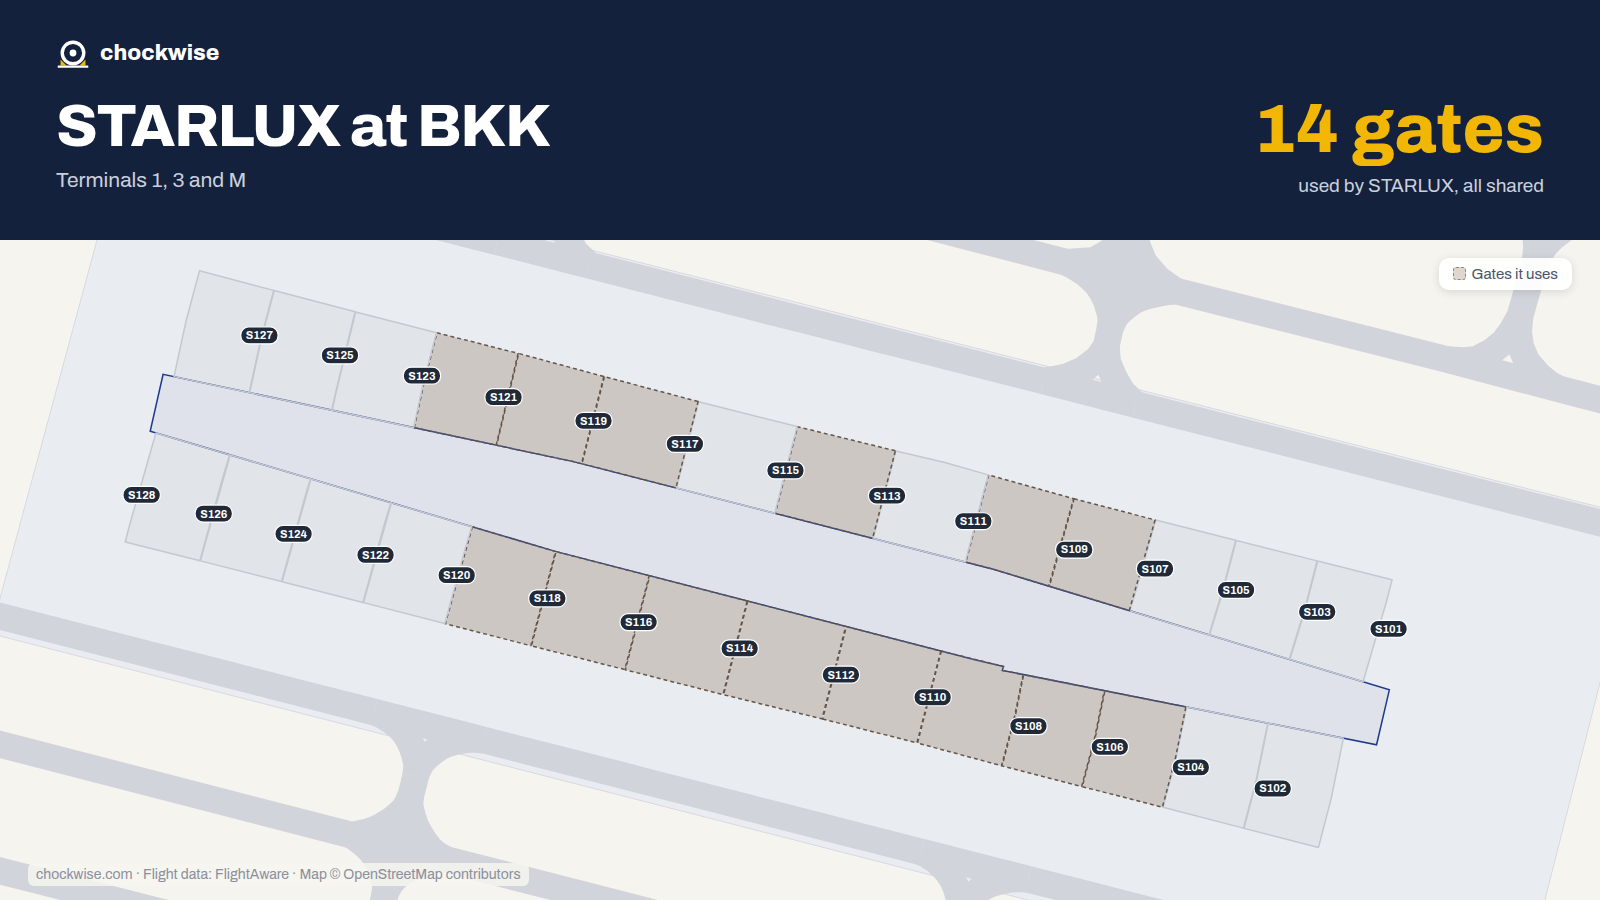 chockwise
STARLUX at BKK
Terminals 1, 3 and M
14 gates
used by STARLUX, all shared
Gates it uses
S127
S125
S123
S121
S119
S117
S115
S113
S111
S109
S107
S105
S103
S101
S128
S126
S124
S122
S120
S118
S116
S114
S112
S110
S108
S106
S104
S102
chockwise.com · Flight data: FlightAware · Map © OpenStreetMap contributors